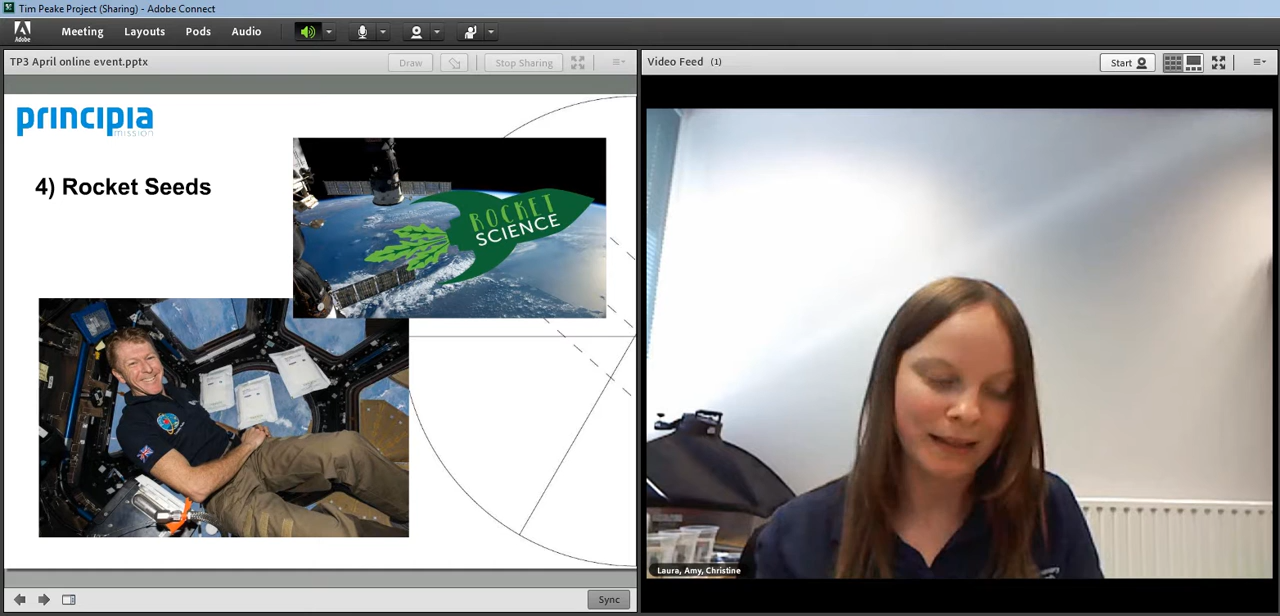 Tim Peake Project (Sharing) - Adobe Connect
Adobe
Meeting
Layouts
Pods
Audio
TP3 April online event.pptx
Draw
Stop Sharing
Video Feed (1)
Start
principia
mission
4) Rocket Seeds
ROCKET
SCIENCE
Laura, Amy, Christine
Sync